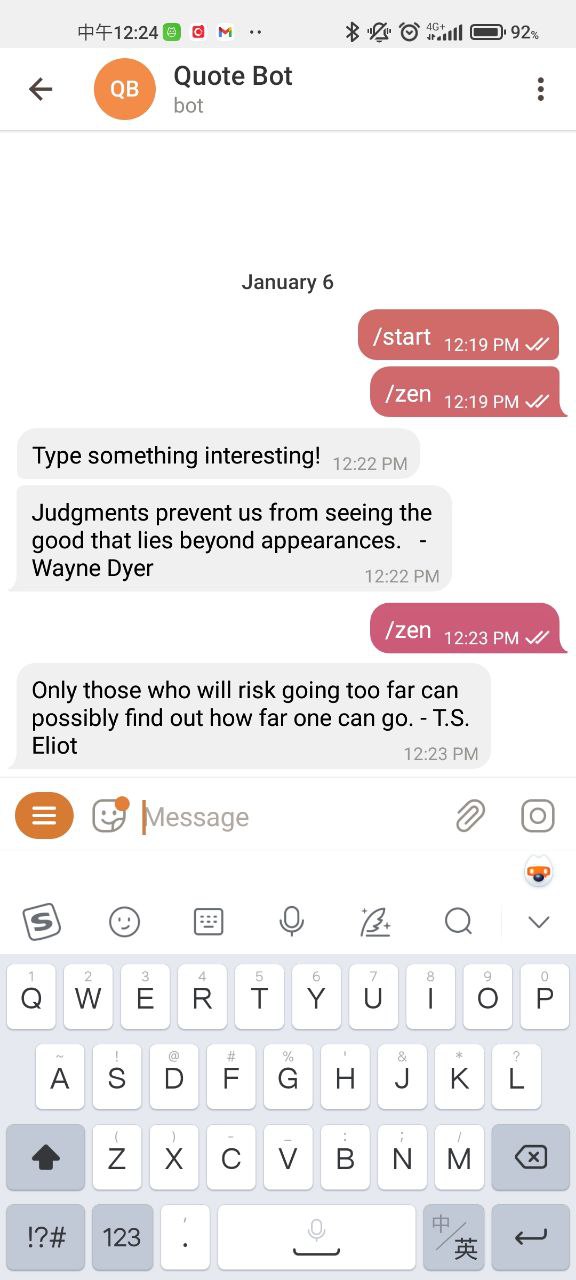 中午12:24 4G+ 92%
QB Quote Bot
bot
January 6
/start 12:19 PM
/zen 12:19 PM
Type something interesting! 12:22 PM
Judgments prevent us from seeing the
good that lies beyond appearances. -
Wayne Dyer 12:22 PM
/zen 12:23 PM
Only those who will risk going too far can
possibly find out how far one can go. - T.S.
Eliot 12:23 PM
Message
S
1 2 3 4 5 6 7 8 9 0
Q W E R T Y U I O P
~ ! @ # % ' & * ?
A S D F G H J K L
( ) - _ : ; /
Z X C V B N M
!?# 123 ' . 中/英